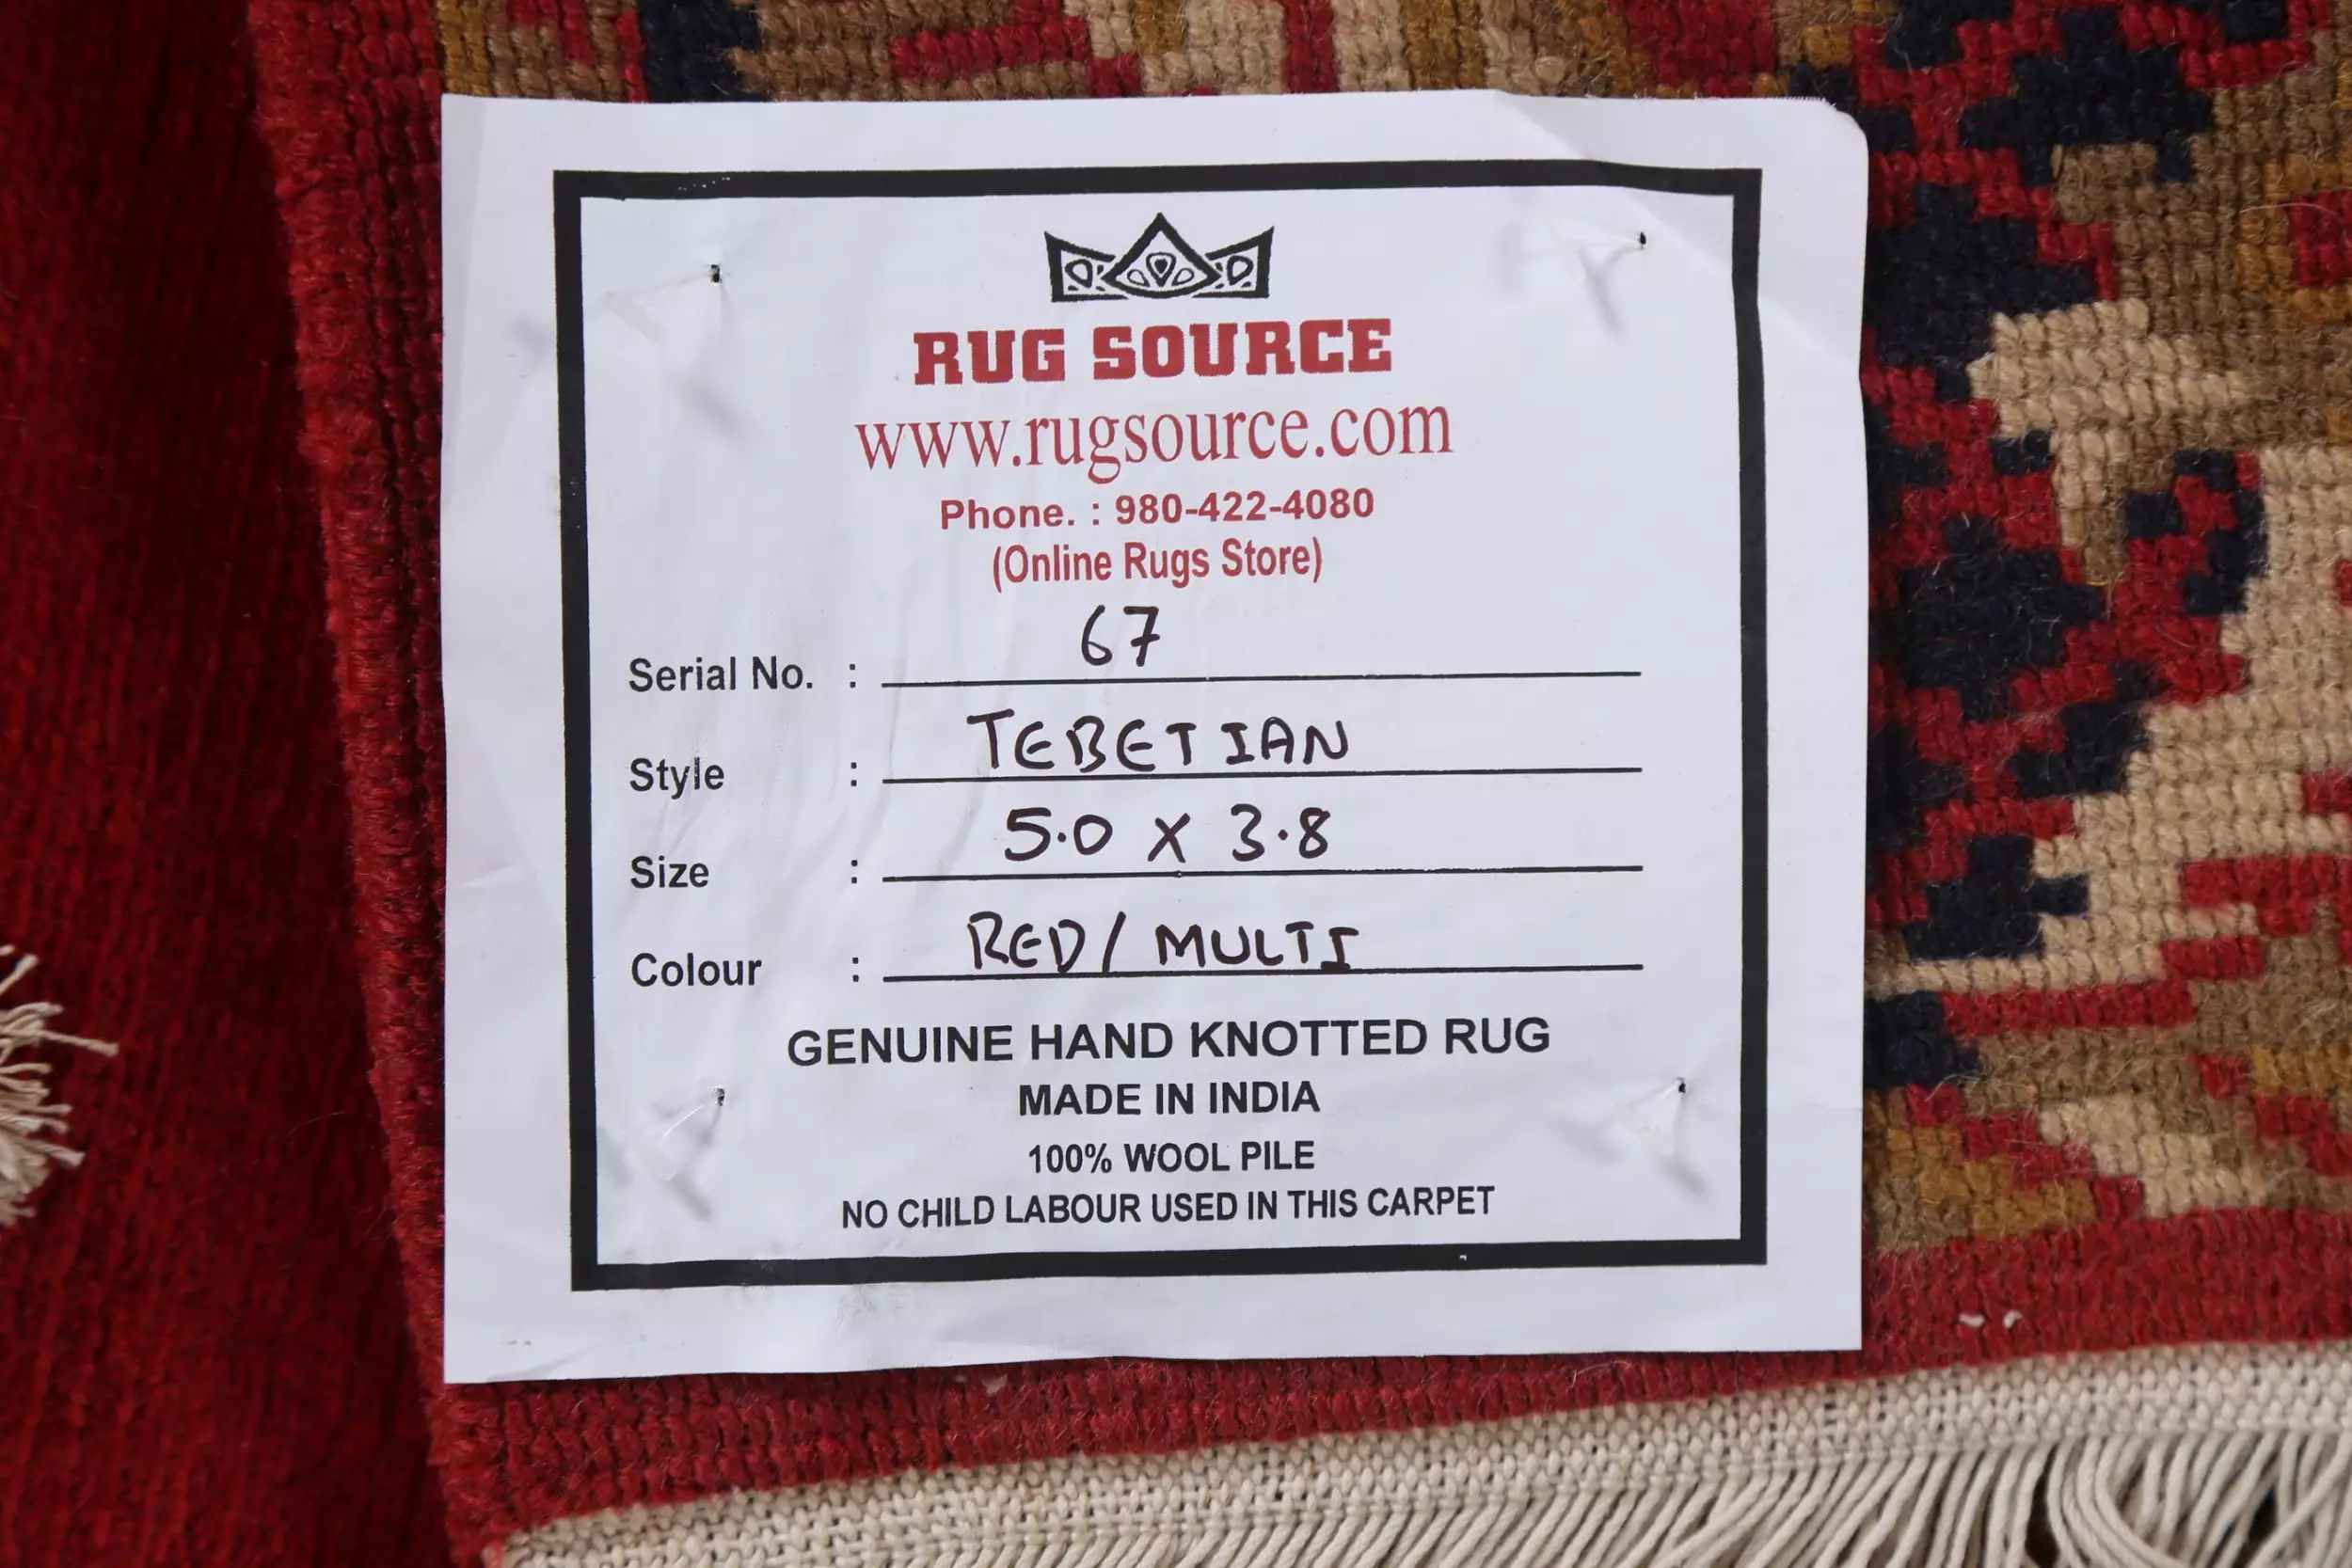 RUG SOURCE
www.rugsource.com
Phone. : 980-422-4080
(Online Rugs Store)
Serial No. : 67
Style : TEBETIAN
Size : 5.0 X 3.8
Colour : RED/ MULTI
GENUINE HAND KNOTTED RUG
MADE IN INDIA
100% WOOL PILE
NO CHILD LABOUR USED IN THIS CARPET